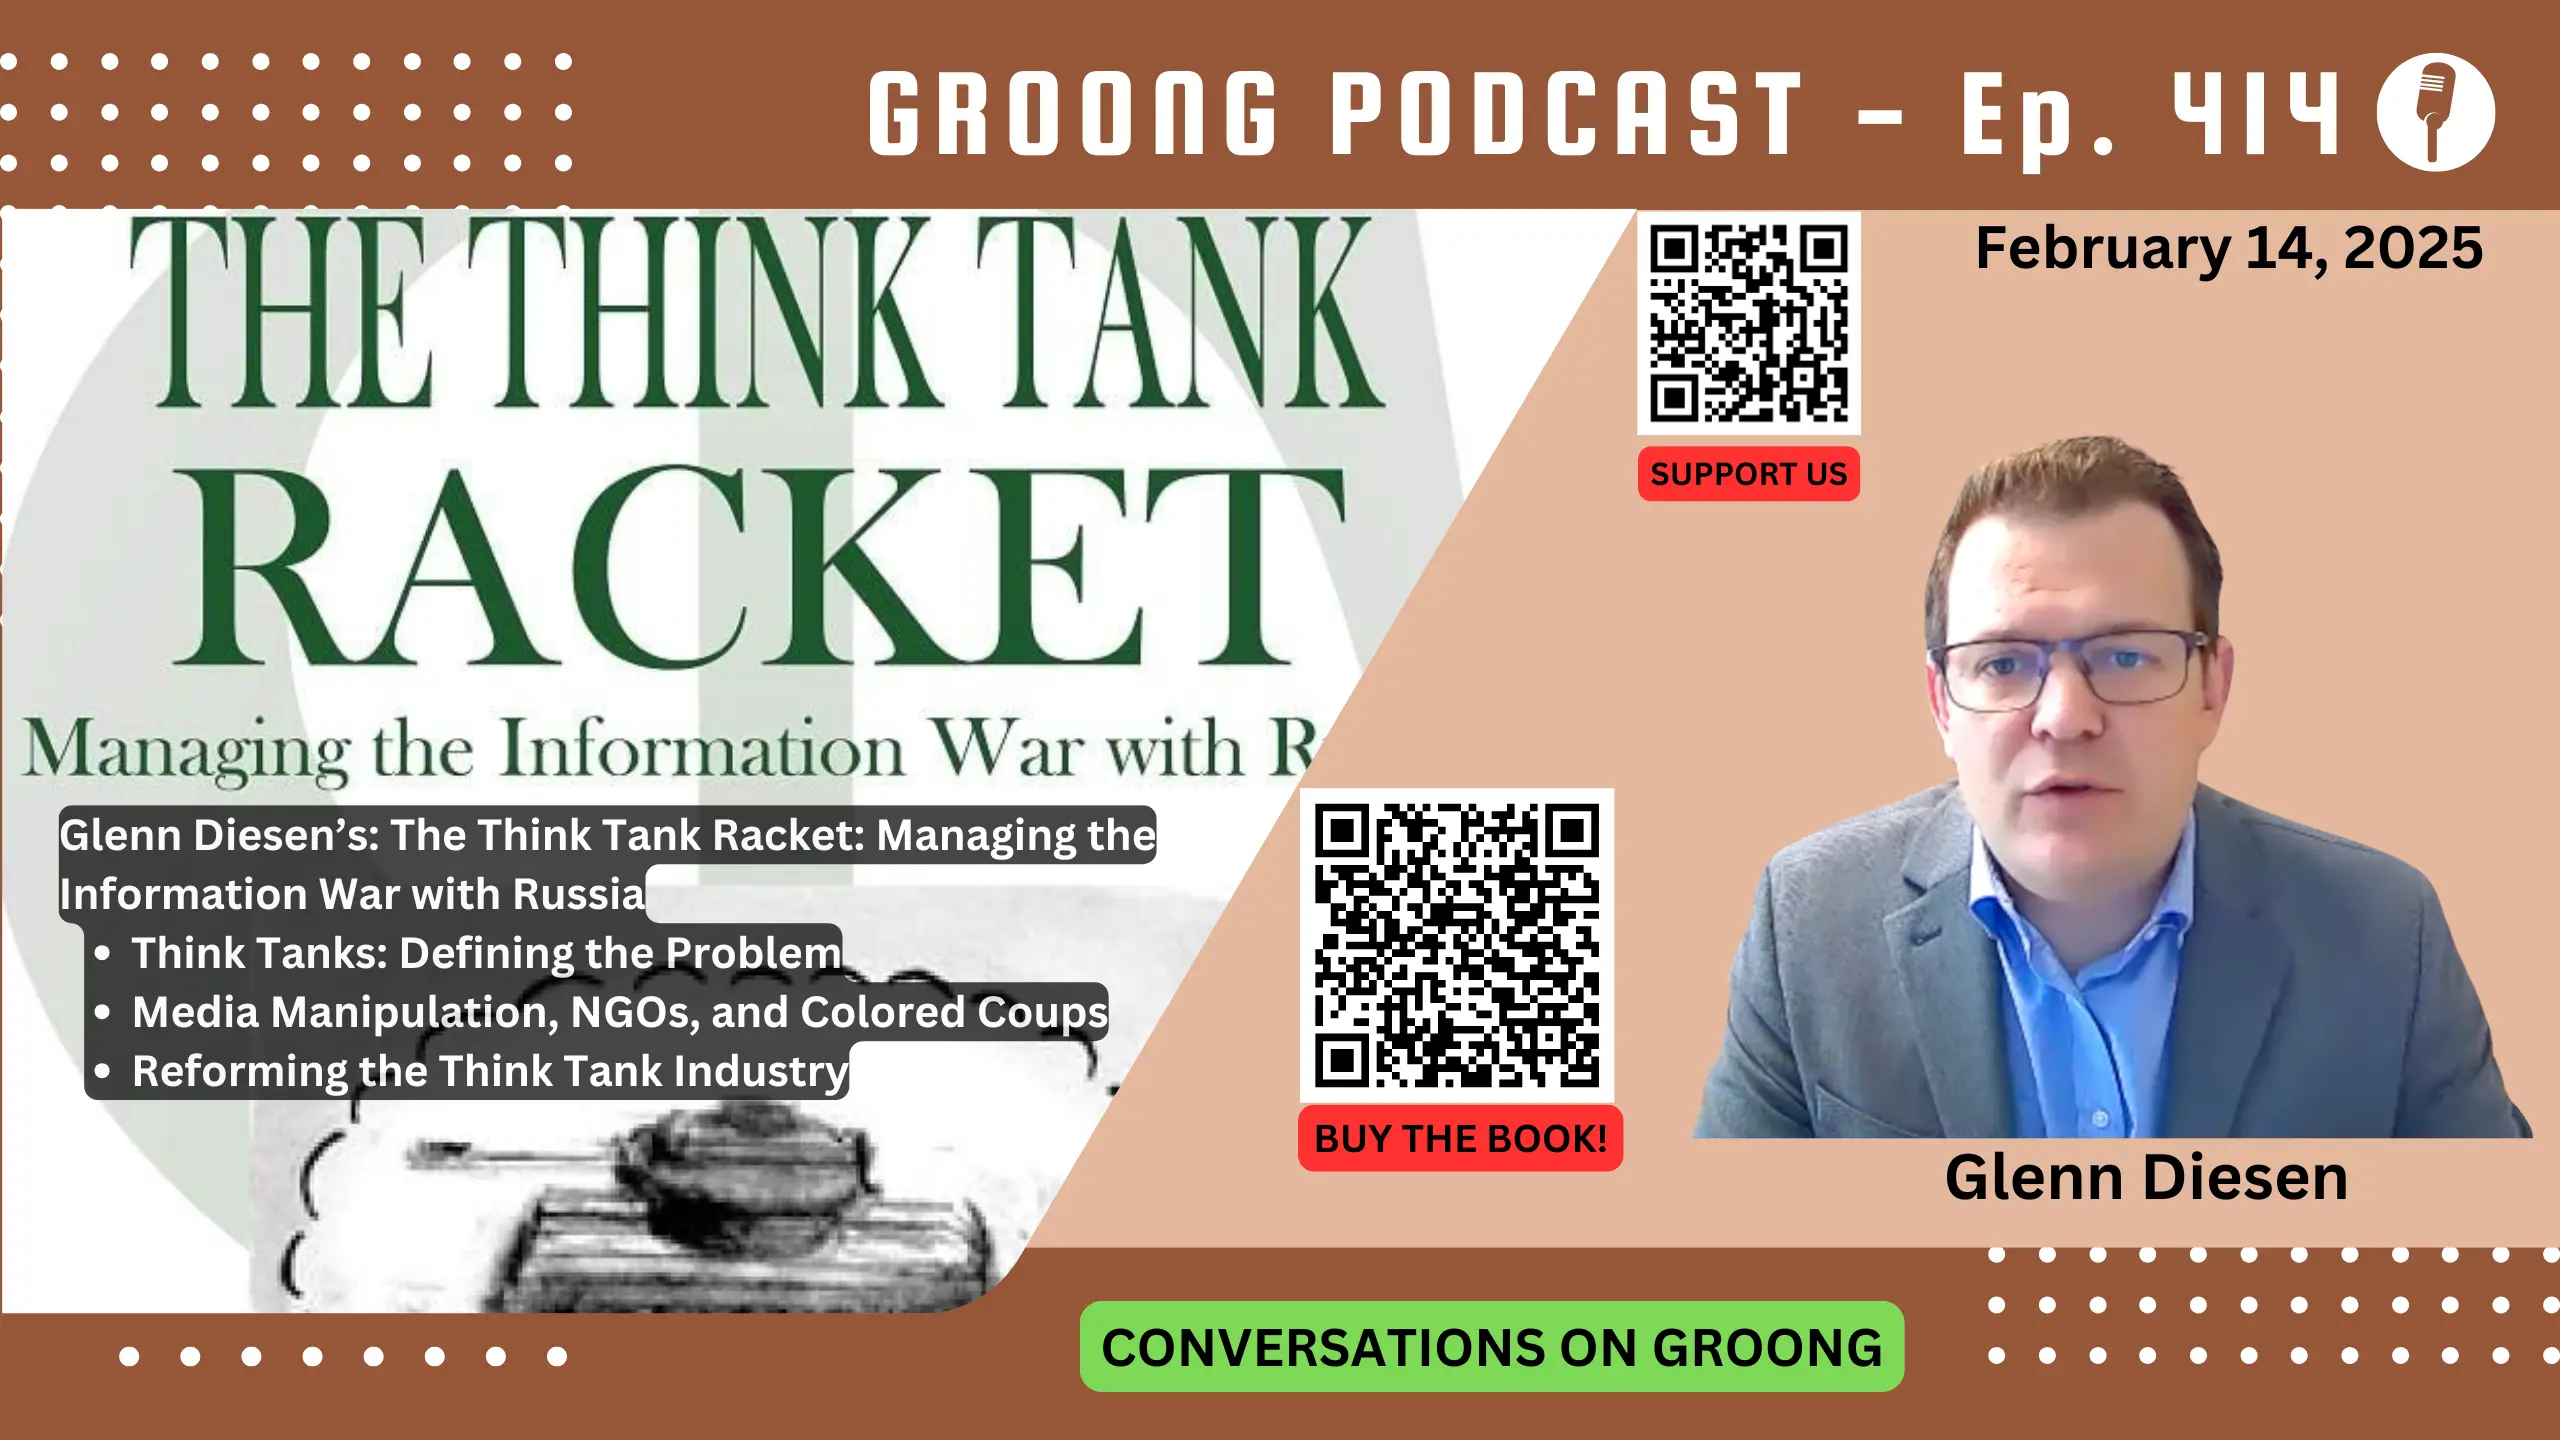 GROONG PODCAST – Ep. 414
THE THINK TANK
RACKET
Managing the Information War with R
February 14, 2025
SUPPORT US
Glenn Diesen’s: The Think Tank Racket: Managing the
Information War with Russia
• Think Tanks: Defining the Problem
• Media Manipulation, NGOs, and Colored Coups
• Reforming the Think Tank Industry
BUY THE BOOK!
Glenn Diesen
CONVERSATIONS ON GROONG